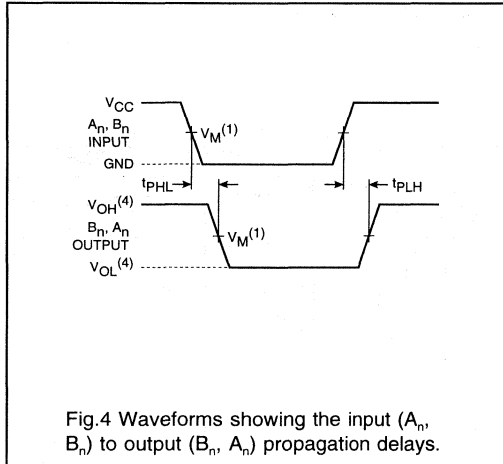 VCC
An, Bn
INPUT
VM(1)
GND
tPHL
tPLH
VOH(4)
Bn, An
OUTPUT
VM(1)
VOL(4)
Fig.4 Waveforms showing the input (An,
Bn) to output (Bn, An) propagation delays.